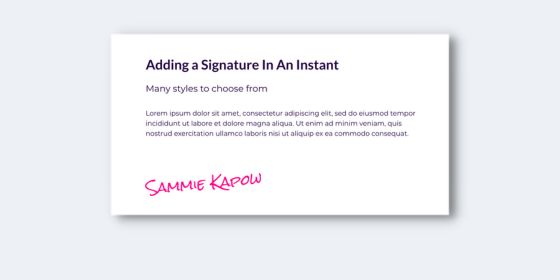 Adding a Signature In An Instant
Many styles to choose from
Lorem ipsum dolor sit amet, consectetur adipiscing elit, sed do eiusmod tempor
incididunt ut labore et dolore magna aliqua. Ut enim ad minim veniam, quis
nostrud exercitation ullamco laboris nisi ut aliquip ex ea commodo consequat.
Sammie Kapow